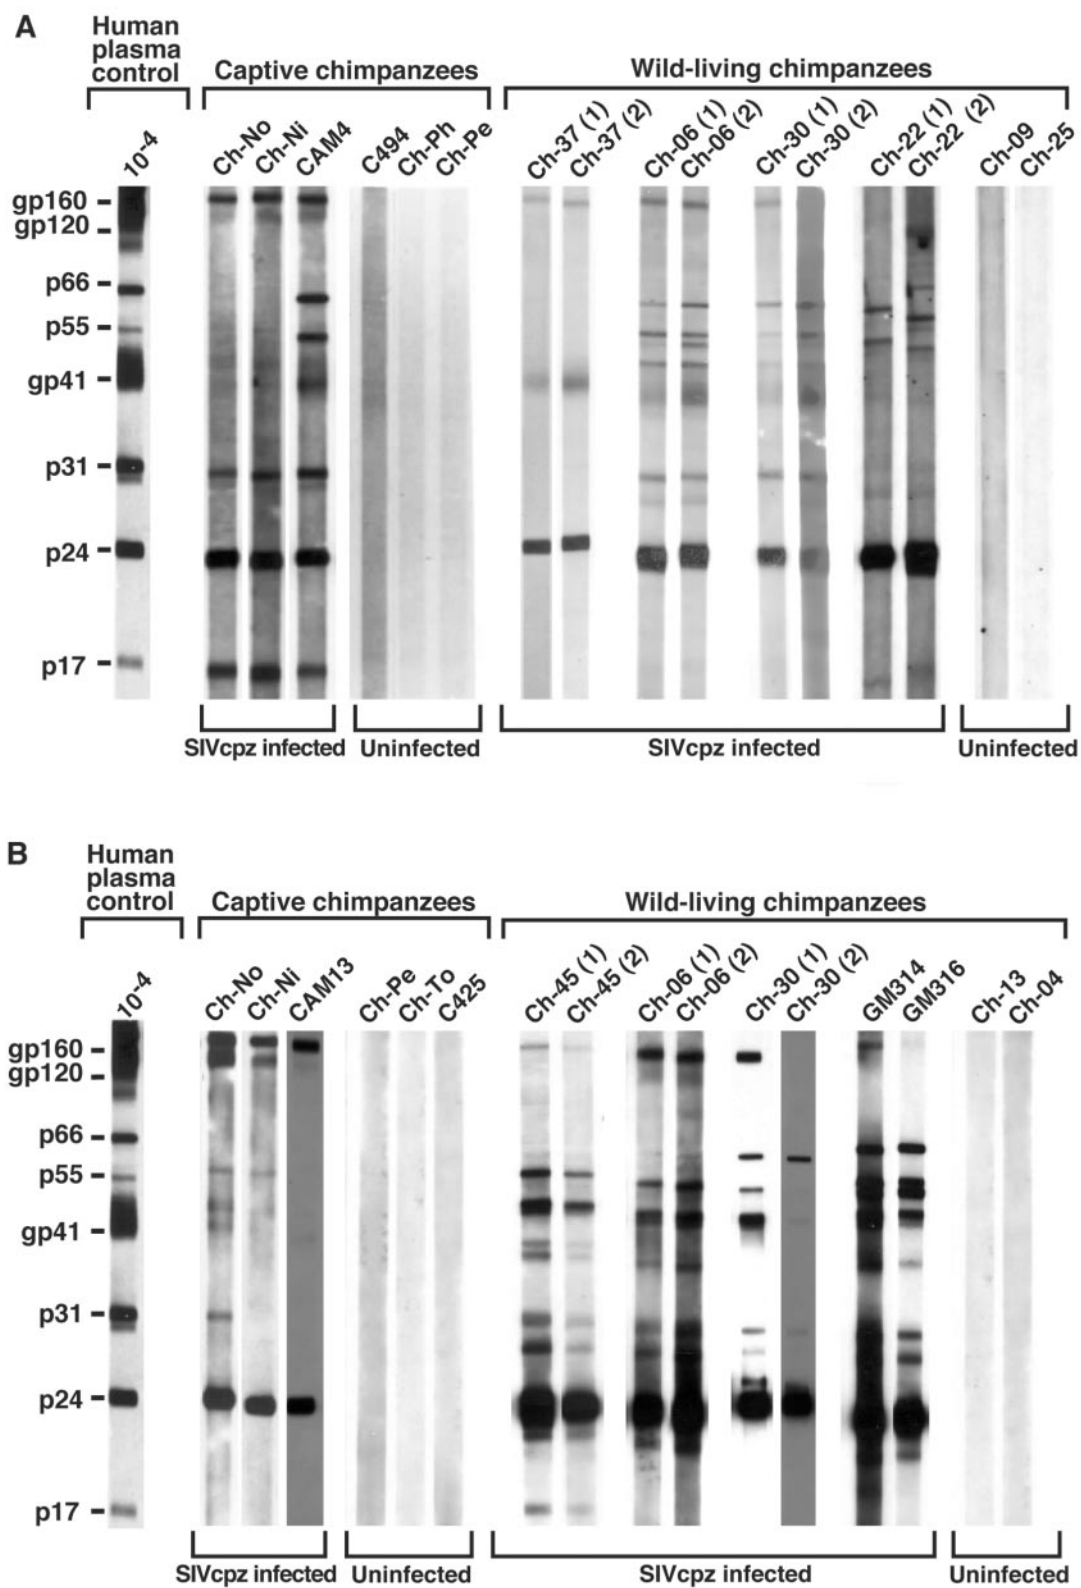 A
Human
plasma
control
Captive chimpanzees
Wild-living chimpanzees
10-4
Ch-No
Ch-Ni
CAM4
C494
Ch-Ph
Ch-Pe
Ch-37 (1)
Ch-37 (2)
Ch-06 (1)
Ch-06 (2)
Ch-30 (1)
Ch-30 (2)
Ch-22 (1)
Ch-22 (2)
Ch-09
Ch-25
gp160
gp120
p66
p55
gp41
p31
p24
p17
SIVcpz infected
Uninfected
SIVcpz infected
Uninfected
B
Human
plasma
control
Captive chimpanzees
Wild-living chimpanzees
10-4
Ch-No
Ch-Ni
CAM13
Ch-Pe
Ch-To
C425
Ch-45 (1)
Ch-45 (2)
Ch-06 (1)
Ch-06 (2)
Ch-30 (1)
Ch-30 (2)
GM314
GM316
Ch-13
Ch-04
gp160
gp120
p66
p55
gp41
p31
p24
p17
SIVcpz infected
Uninfected
SIVcpz infected
Uninfected